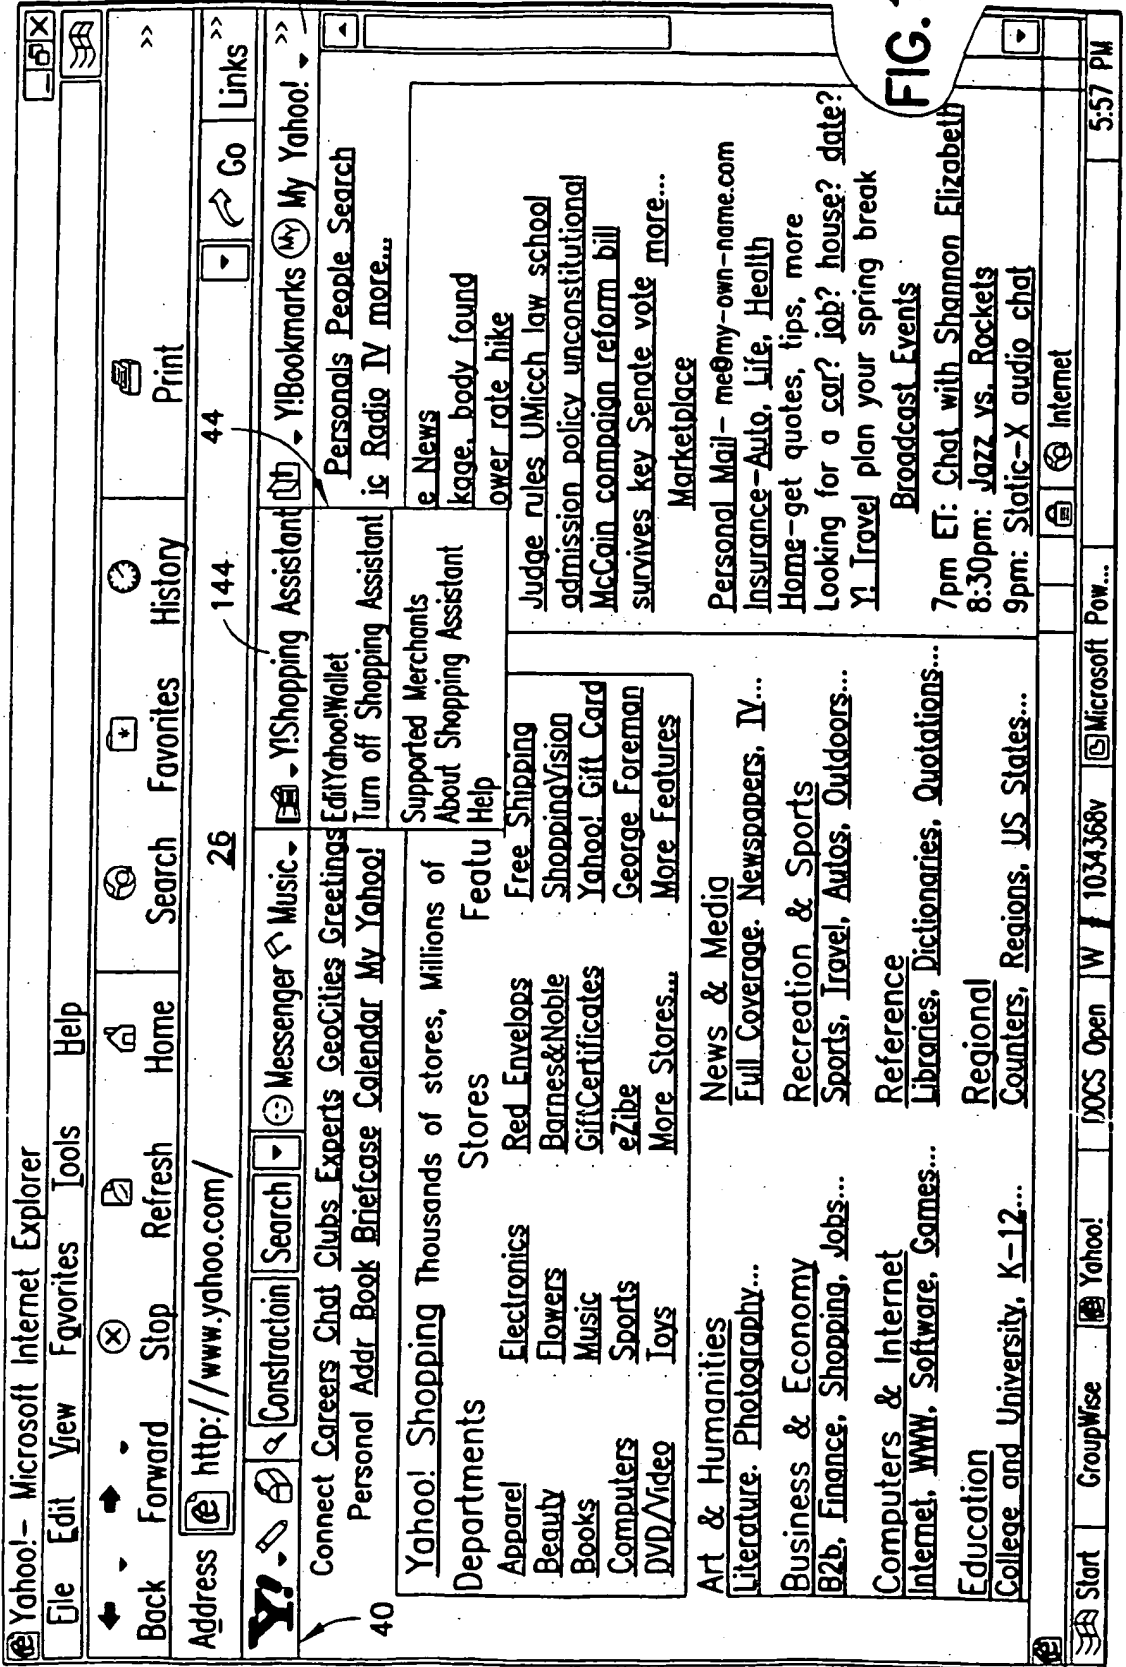 Yahoo!- Microsoft Internet Explorer
File Edit View Favorites Tools Help
Back Forward Stop Refresh Home Search Favorites History Print >>
Address http://www.yahoo.com/ Go Links >>
26
144
44
Y! Constractoin Search Messenger Music Y!Shopping Assistant Y!Bookmarks MY My Yahoo! >>
40
EditYahoo!Wallet
Turn off Shopping Assistant
Supported Merchants
About Shopping Assistant
Help
Connect Careers Chat Clubs Experts GeoCities Greetings Personals People Search
Personal Addr Book Briefcase Calendar My Yahoo! ic Radio TV more...
Yahoo! Shopping Thousands of stores, Millions of
Departments Stores Featu
Apparel Electronics Red Envelops Free Shipping
Beauty Flowers Barnes&Noble ShoppingVision
Books Music GiftCertificates Yahoo! Gift Card
Computers Sports eZibe George Foreman
DVD/Video Toys More Stores... More Features
Art & Humanities
Literature. Photography...
Business & Economy
B2b, Finance, Shopping, Jobs...
Computers & Internet
Internet, WWW, Software, Games...
Education
College and University, K-12...
News & Media
Full Coverage. Newspapers, TV...
Recreation & Sports
Sports, Travel, Autos, Outdoors...
Reference
Libraries, Dictionaries, Quotations...
Regional
Counters, Regions, US States...
e News
kage, body found
ower rate hike
Judge rules UMicch law school
admission policy unconstitutional
McCain compaign reform bill
survives key Senate vote more...
Marketplace
Personal Mail- me@my-own-name.com
Insurance-Auto, Life, Health
Home-get quotes, tips, more
Looking for a car? job? house? date?
Y! Travel plan your spring break
Broadcast Events
7pm ET: Chat with Shannon Elizabeth
8:30pm: Jazz vs. Rockets
9pm: Static-X audio chat
Internet
Start GroupWise Yahoo! DOCS Open W 1034368v Microsoft Pow... 5:57 PM
FIG.